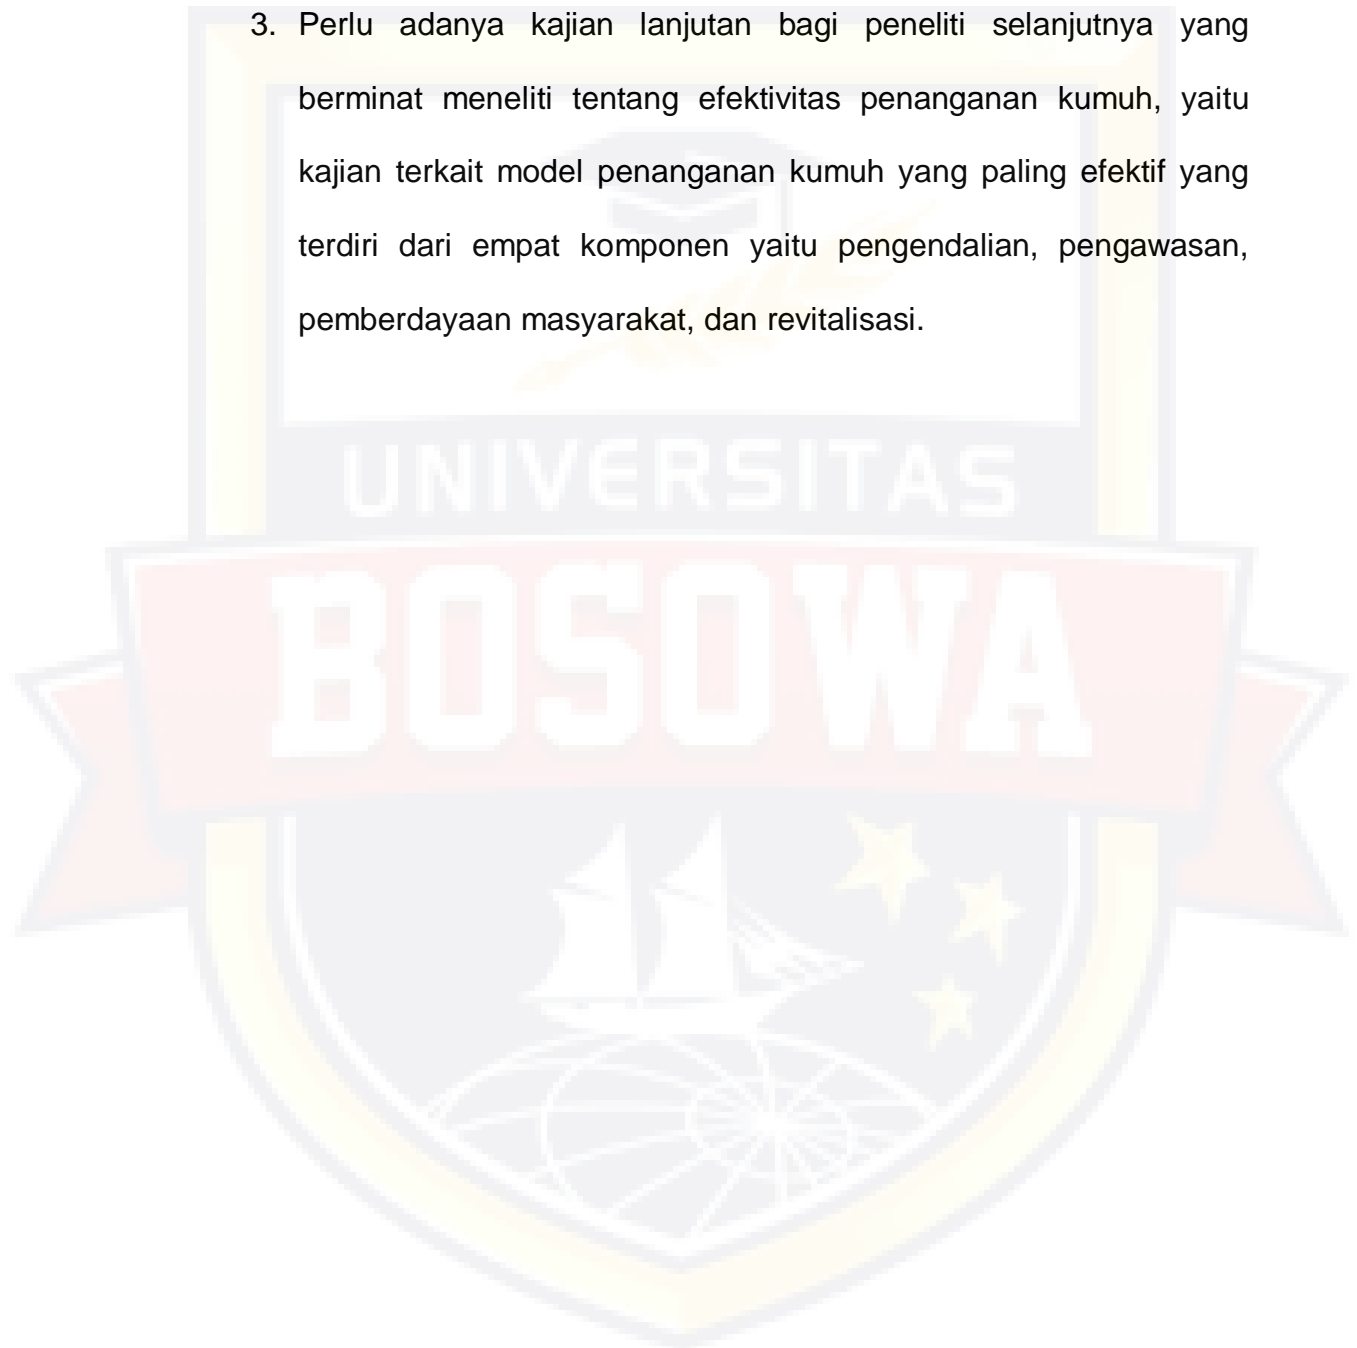 3. Perlu adanya kajian lanjutan bagi peneliti selanjutnya yang
berminat meneliti tentang efektivitas penanganan kumuh, yaitu
kajian terkait model penanganan kumuh yang paling efektif yang
terdiri dari empat komponen yaitu pengendalian, pengawasan,
pemberdayaan masyarakat, dan revitalisasi.
UNIVERSITAS
BOSOWA